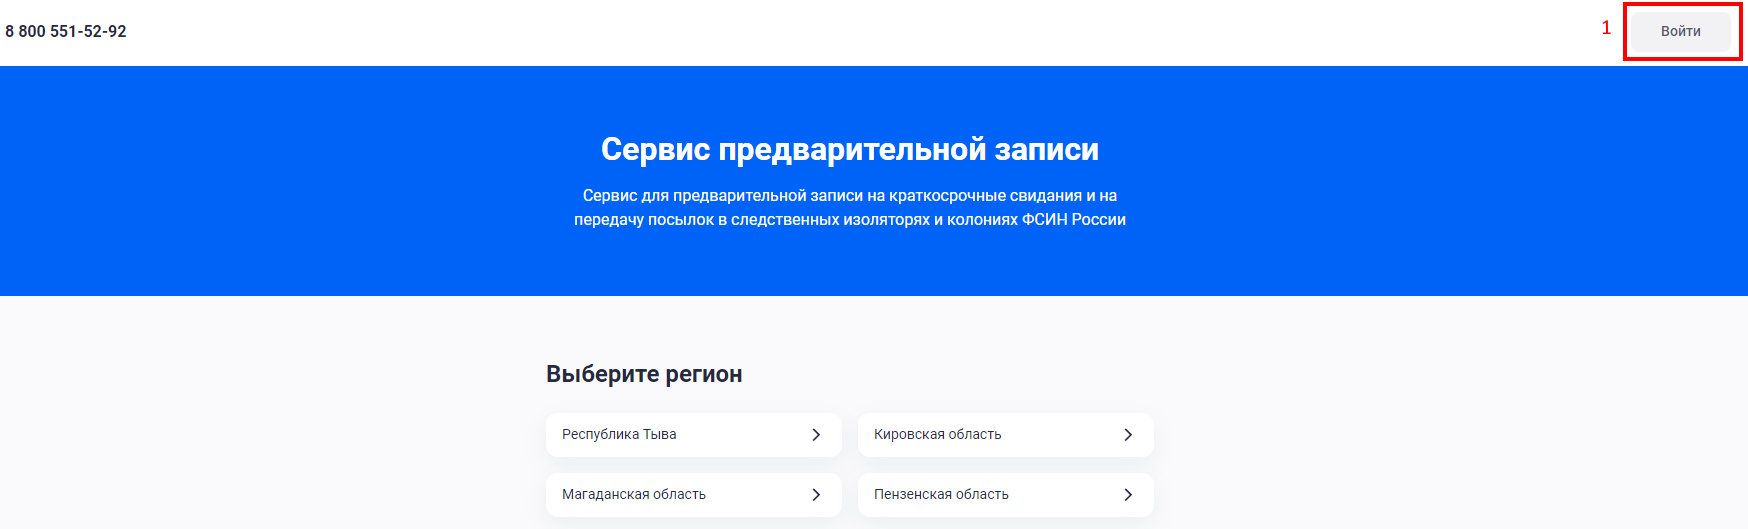 8 800 551-52-92
1
Войти
Сервис предварительной записи
Сервис для предварительной записи на краткосрочные свидания и на
передачу посылок в следственных изоляторях и колониях ФСИН России
Выберите регион
Республика Тыва
Кировская область
Магаданская область
Пензенская область